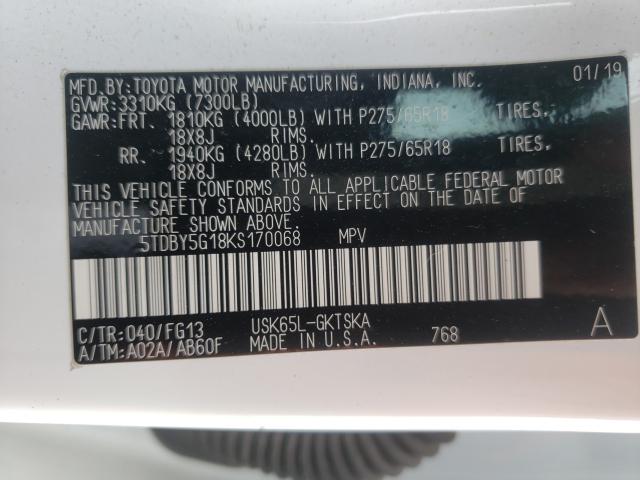 MFD. BY: TOYOTA MOTOR MANUFACTURING, INDIANA, INC. 01/19
GVWR: 3310KG (7300LB)
GAWR: FRT. 1810KG (4000LB) WITH P275/65R18 TIRES,
18X8J RIMS.
RR. 1940KG (4280LB) WITH P275/65R18 TIRES,
18X8J RIMS.
THIS VEHICLE CONFORMS TO ALL APPLICABLE FEDERAL MOTOR
VEHICLE SAFETY STANDARDS IN EFFECT ON THE DATE OF
MANUFACTURE SHOWN ABOVE.
5TDBY5G18KS170068 MPV
C/TR: 040/FG13 USK65L-GKTSKA A
A/TM: A02A/AB60F MADE IN U.S.A. 768